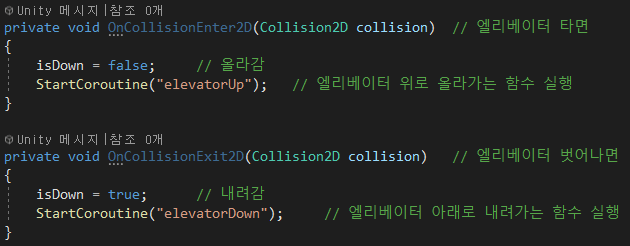 Unity 메시지|참조 0개
private void OnCollisionEnter2D(Collision2D collision)  // 엘리베이터 타면
{
    isDown = false;     // 올라감
    StartCoroutine("elevatorUp");   // 엘리베이터 위로 올라가는 함수 실행
}
Unity 메시지|참조 0개
private void OnCollisionExit2D(Collision2D collision)   // 엘리베이터 벗어나면
{
    isDown = true;      // 내려감
    StartCoroutine("elevatorDown");     // 엘리베이터 아래로 내려가는 함수 실행
}